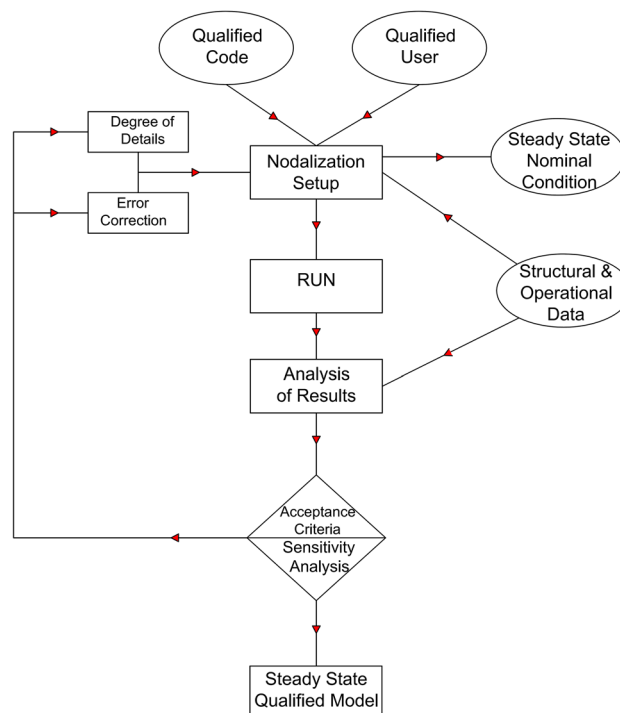 Qualified
Code
Qualified
User
Degree of
Details
Error
Correction
Nodalization
Setup
Steady State
Nominal
Condition
RUN
Structural &
Operational
Data
Analysis
of Results
Acceptance
Criteria
Sensitivity
Analysis
Steady State
Qualified Model